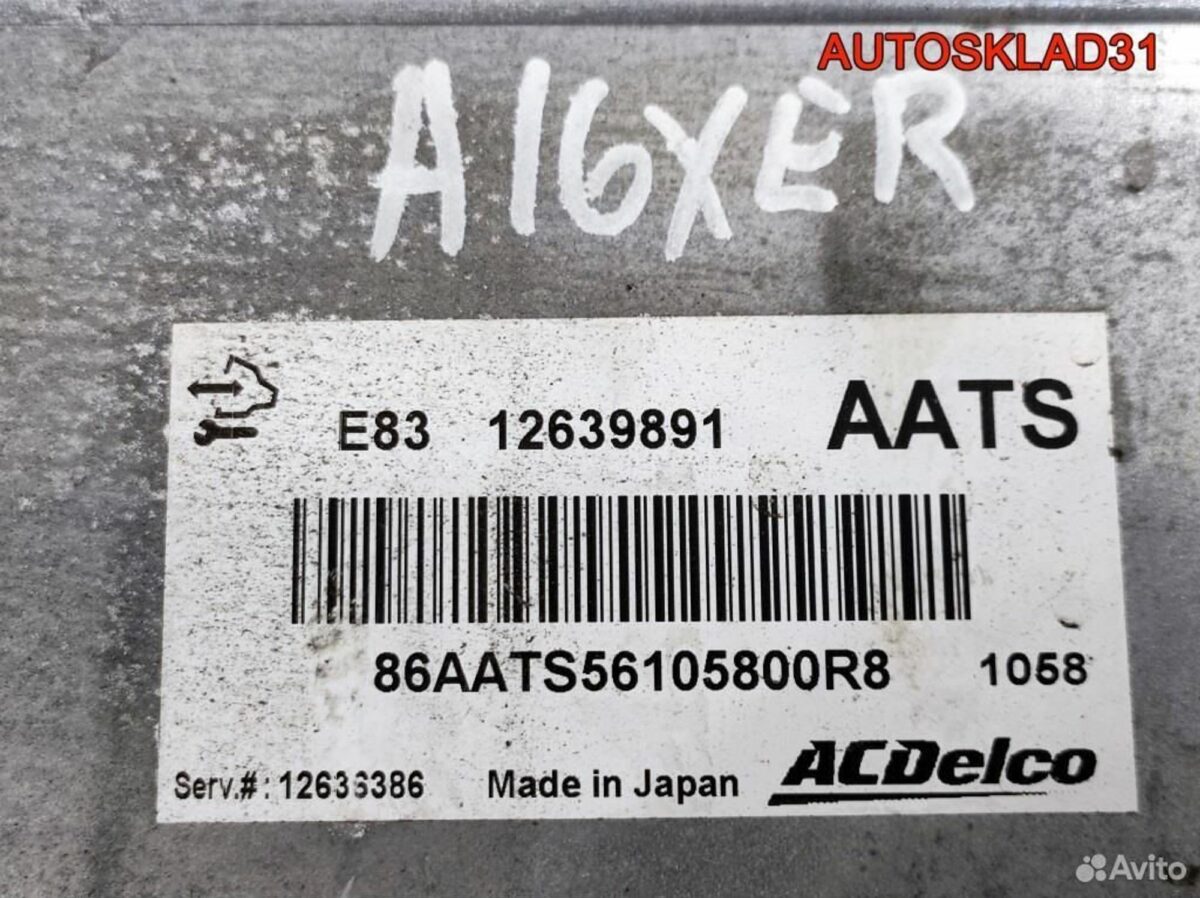 AUTOSKLAD31
A16XER
E83 12639891 AATS
86AATS56105800R8 1058
Serv.#: 12636386 Made in Japan ACDelco
Avito